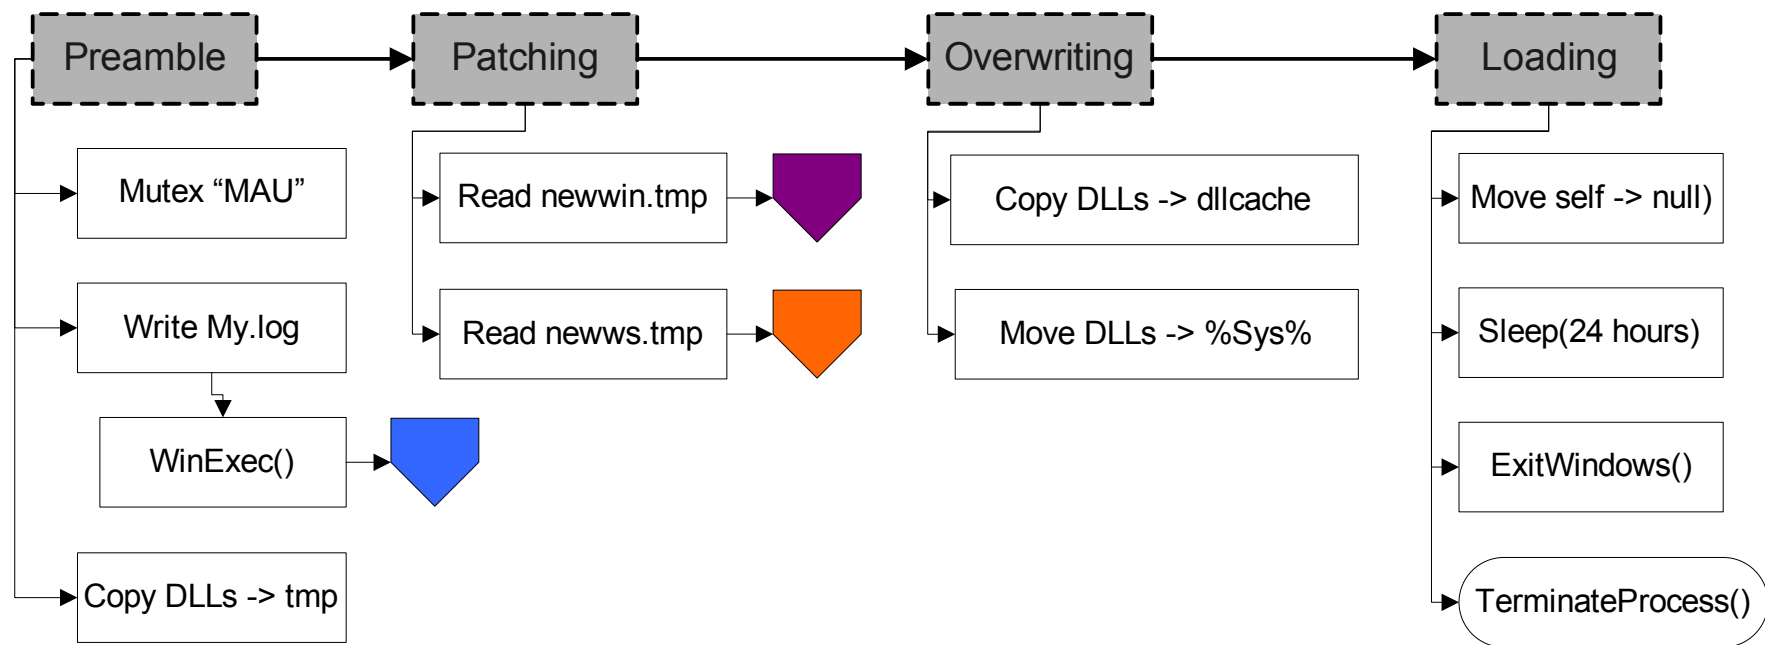 Preamble
Patching
Overwriting
Loading
Mutex “MAU”
Write My.log
WinExec()
Copy DLLs -> tmp
Read newwin.tmp
Read newws.tmp
Copy DLLs -> dllcache
Move DLLs -> %Sys%
Move self -> null)
Sleep(24 hours)
ExitWindows()
TerminateProcess()